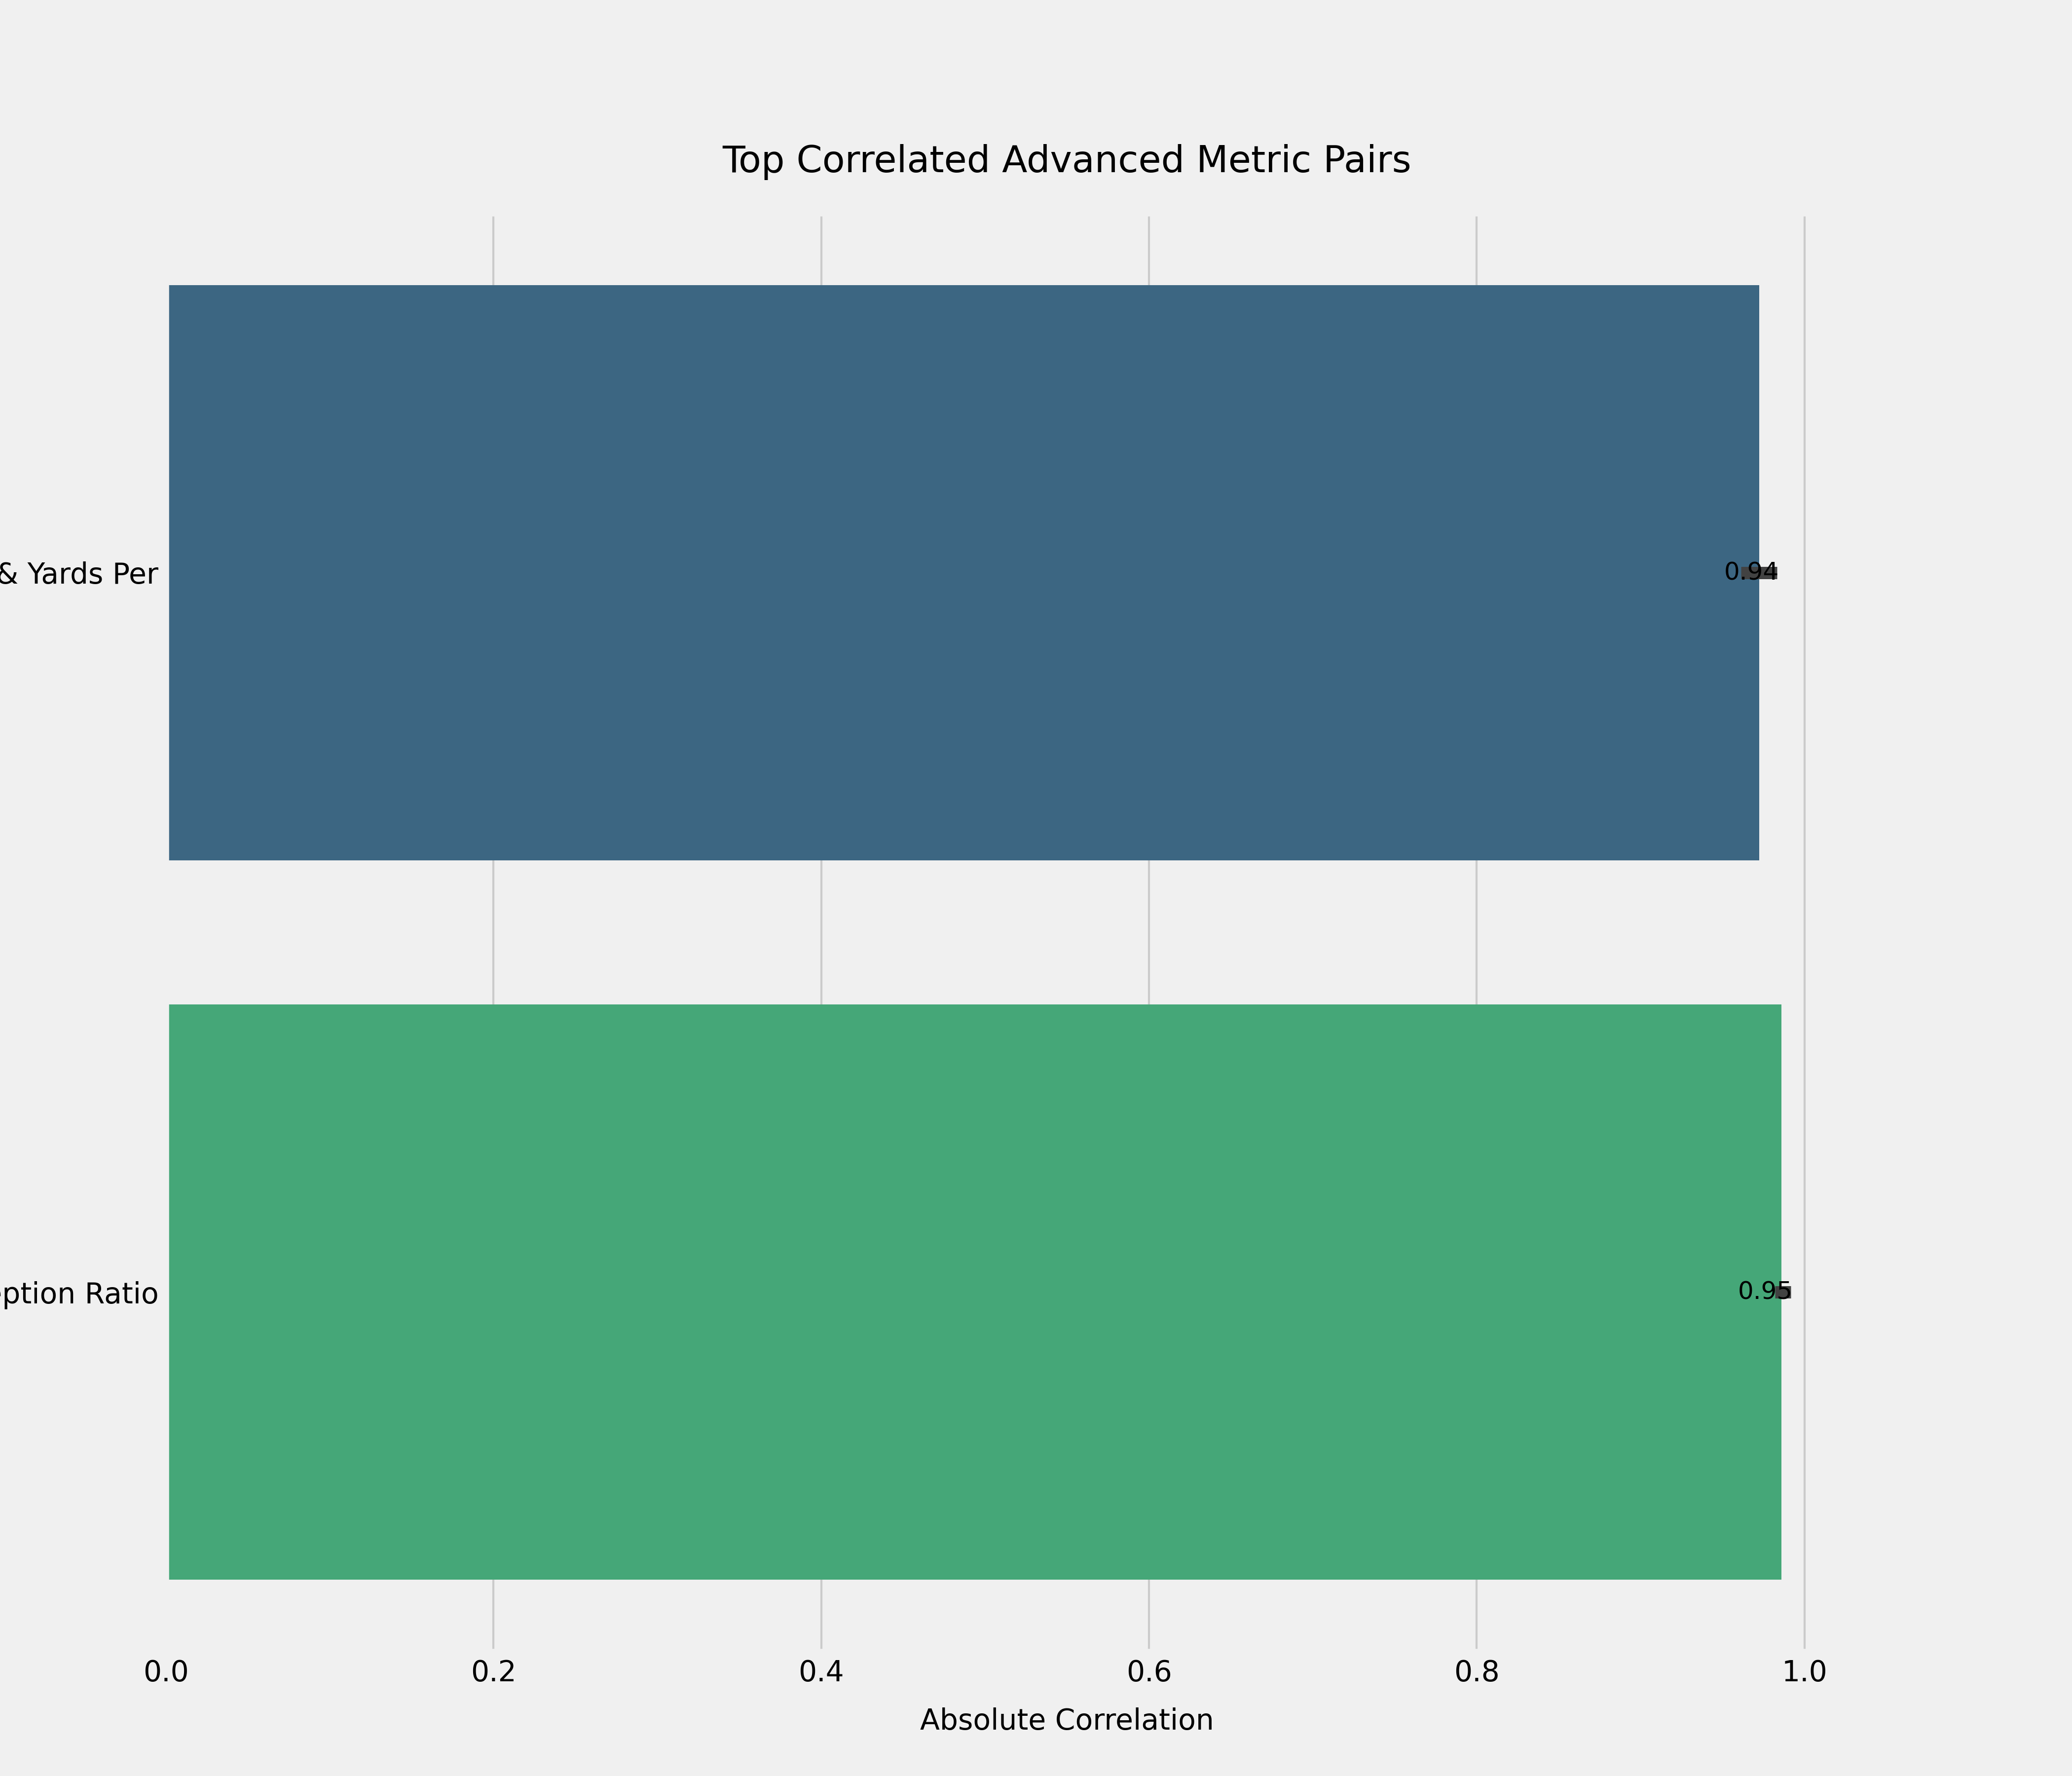 Top Correlated Advanced Metric Pairs
& Yards Per
0.94
ption Ratio
0.95
0.0 0.2 0.4 0.6 0.8 1.0
Absolute Correlation